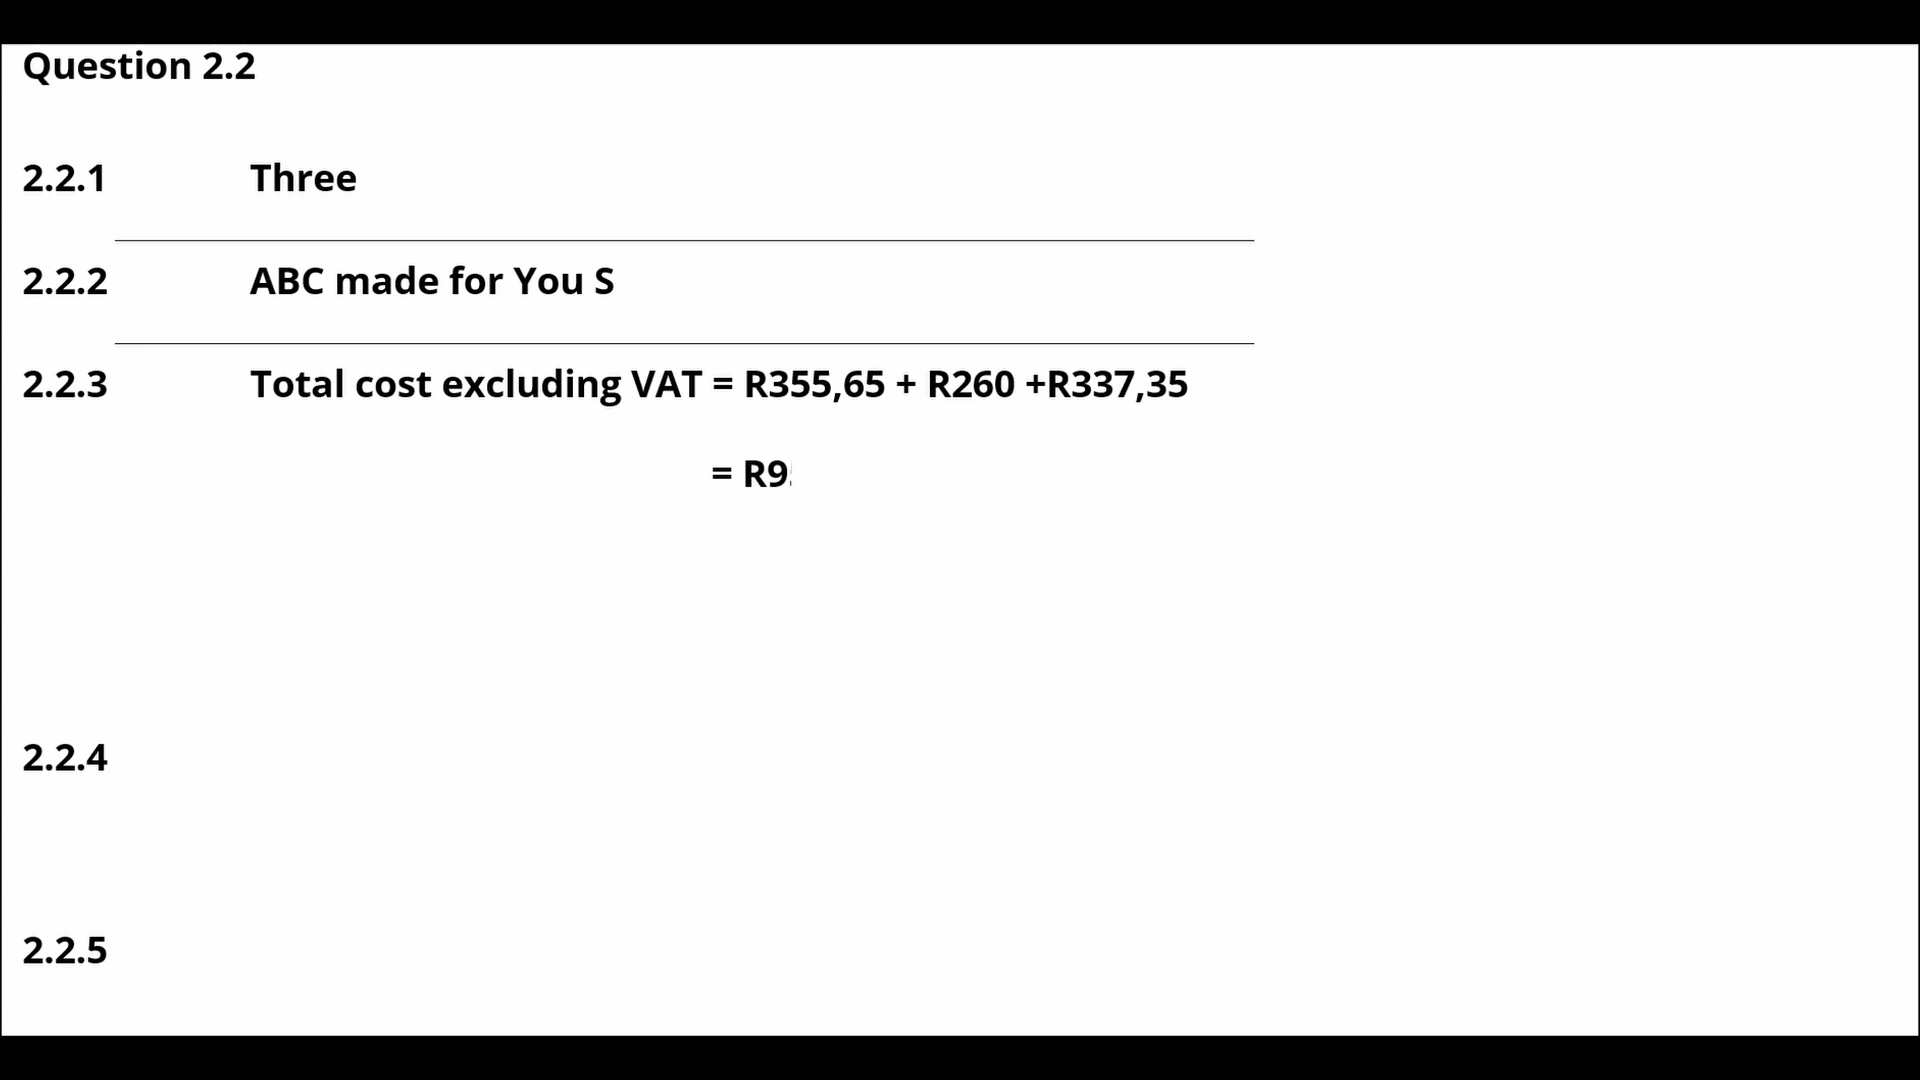 Question 2.2
2.2.1 Three
2.2.2 ABC made for You S
2.2.3 Total cost excluding VAT = R355,65 + R260 +R337,35
= R9
2.2.4
2.2.5